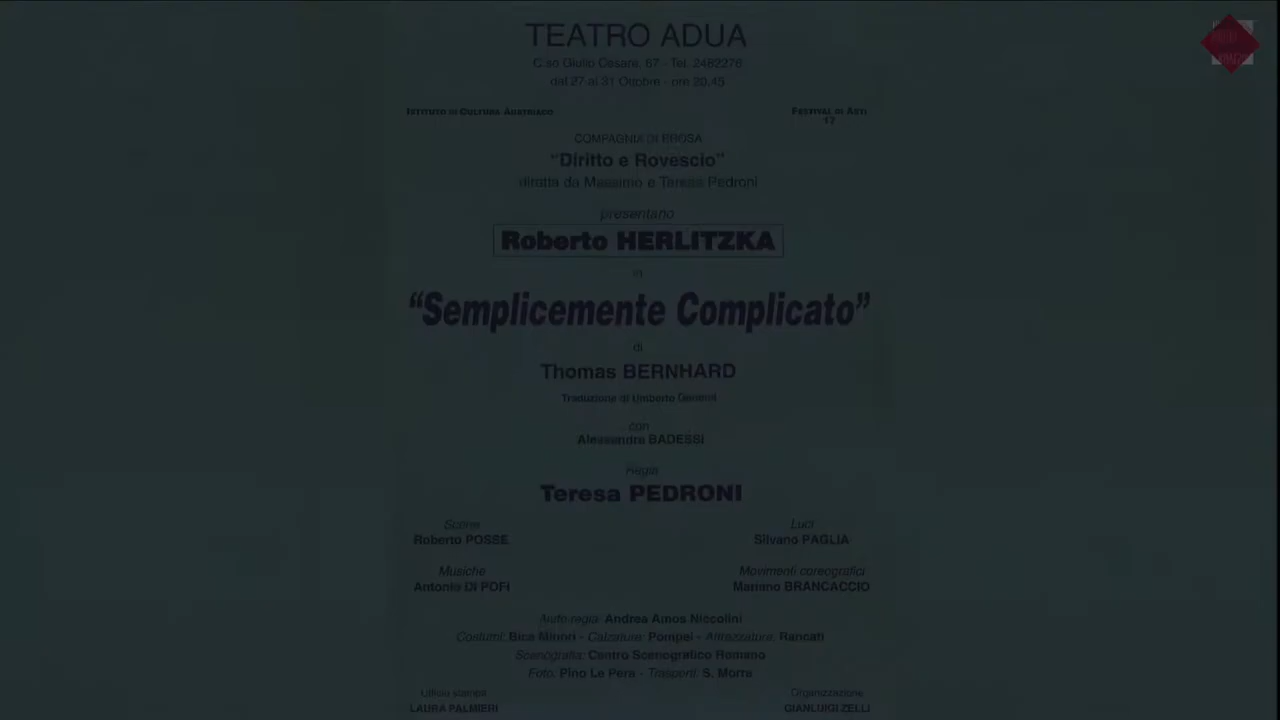 TEATRO ADUA
C.so Giulio Cesare, 67 - Tel. 2482276
dal 27 al 31 Ottobre - ore 20,45
ISTITUTO DI CULTURA AUSTRIACO
FESTIVAL DI ASTI
17
COMPAGNIA DI PROSA
“Diritto e Rovescio”
diretta da Massimo e Teresa Pedroni
presentano
Roberto HERLITZKA
in
“Semplicemente Complicato”
di
Thomas BERNHARD
Traduzione di Umberto
con
Alessandra BADESSI
Regia
Teresa PEDRONI
Scene
Luci
Roberto POSSE
Silvano PAGLIA
Musiche
Movimenti coreografici
Antonio DI POFI
Mariano BRANCACCIO
Aiuto regia: Andrea Amos Niccolini
Costumi: Bice Minori - Calzature: Pompei - Attrezzatura: Rancati
Scenografia: Centro Scenografico Romano
Foto: Pino Le Pera - Trasporti: S. Morra
Ufficio stampa
Organizzazione
LAURA PALMIERI
GIANLUIGI ZELLI